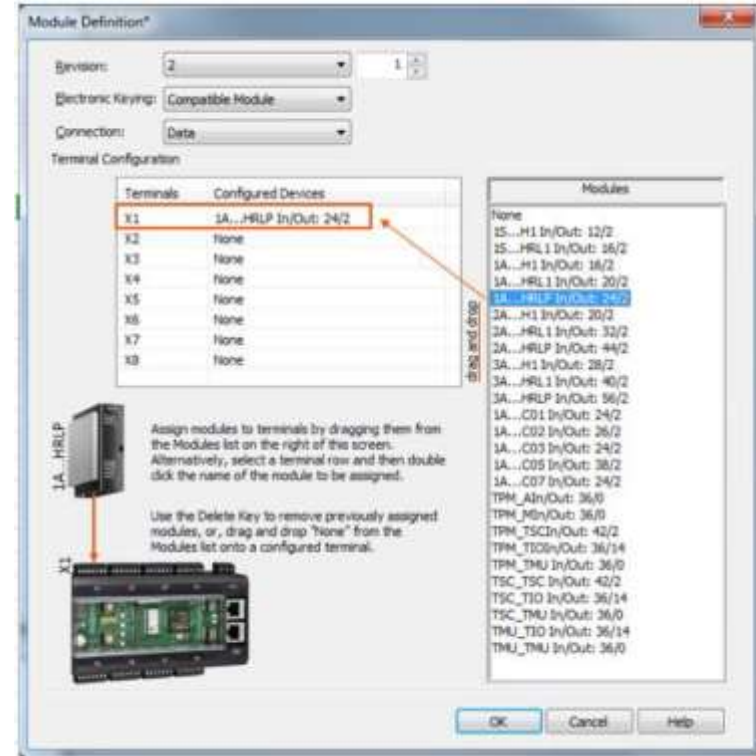 Module Definition*
Revision: 2 1
Electronic Keying: Compatible Module
Connection: Data
Terminal Configuration
Terminals Configured Devices
X1 1A...HRLP In/Out: 24/2
X2 None
X3 None
X4 None
X5 None
X6 None
X7 None
X8 None
drag and drop
Modules
None
1S...H1 In/Out: 12/2
1S...HRL1 In/Out: 16/2
1A...H1 In/Out: 16/2
1A...HRL1 In/Out: 20/2
1A...HRLP In/Out: 24/2
2A...H1 In/Out: 20/2
2A...HRL1 In/Out: 32/2
2A...HRLP In/Out: 44/2
3A...H1 In/Out: 28/2
3A...HRL1 In/Out: 40/2
3A...HRLP In/Out: 56/2
1A...C01 In/Out: 24/2
1A...C02 In/Out: 26/2
1A...C03 In/Out: 24/2
1A...C05 In/Out: 38/2
1A...C07 In/Out: 24/2
TPM_AIn/Out: 36/0
TPM_MIn/Out: 36/0
TPM_TSCIn/Out: 42/2
TPM_TIOIn/Out: 36/14
TPM_TMU In/Out: 36/0
TSC_TSC In/Out: 42/2
TSC_TIO In/Out: 36/14
TSC_TMU In/Out: 36/0
TMU_TIO In/Out: 36/14
TMU_TMU In/Out: 36/0
1A...HRLP
X1
Assign modules to terminals by dragging them from
the Modules list on the right of this screen.
Alternatively, select a terminal row and then double
click the name of the module to be assigned.
Use the Delete Key to remove previously assigned
modules, or, drag and drop "None" from the
Modules list onto a configured terminal.
OK Cancel Help